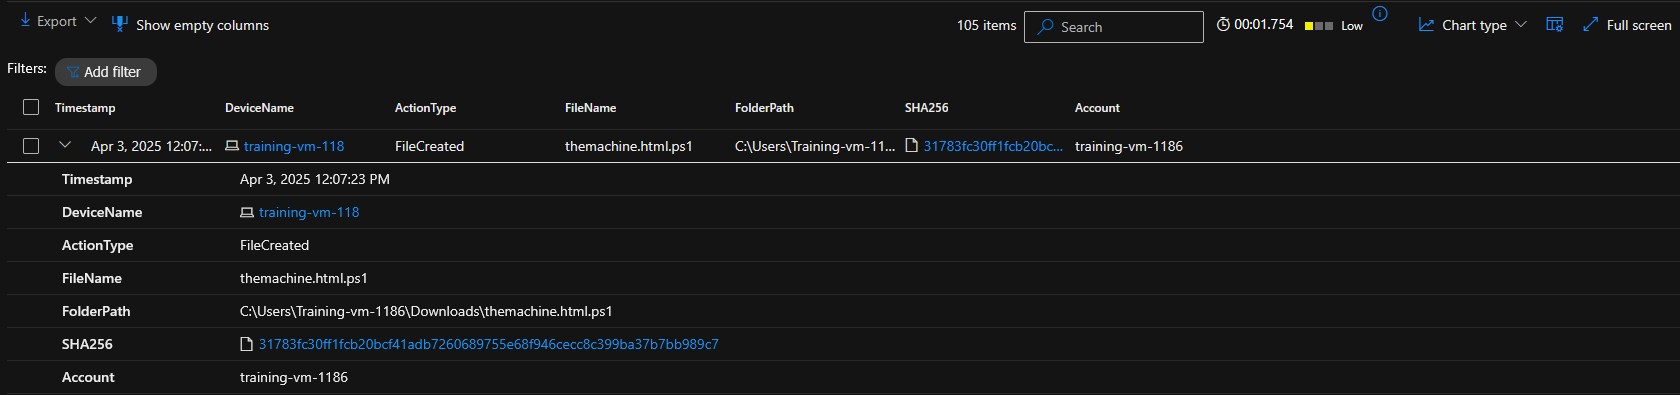 Export Show empty columns 105 items Search 00:01.754 Low Chart type Full screen
Filters: Add filter
Timestamp DeviceName ActionType FileName FolderPath SHA256 Account
Apr 3, 2025 12:07:... training-vm-118 FileCreated themachine.html.ps1 C:\Users\Training-vm-11... 31783fc30ff1fcb20bc... training-vm-1186
Timestamp Apr 3, 2025 12:07:23 PM
DeviceName training-vm-118
ActionType FileCreated
FileName themachine.html.ps1
FolderPath C:\Users\Training-vm-1186\Downloads\themachine.html.ps1
SHA256 31783fc30ff1fcb20bcf41adb7260689755e68f946cecc8c399ba37b7bb989c7
Account training-vm-1186